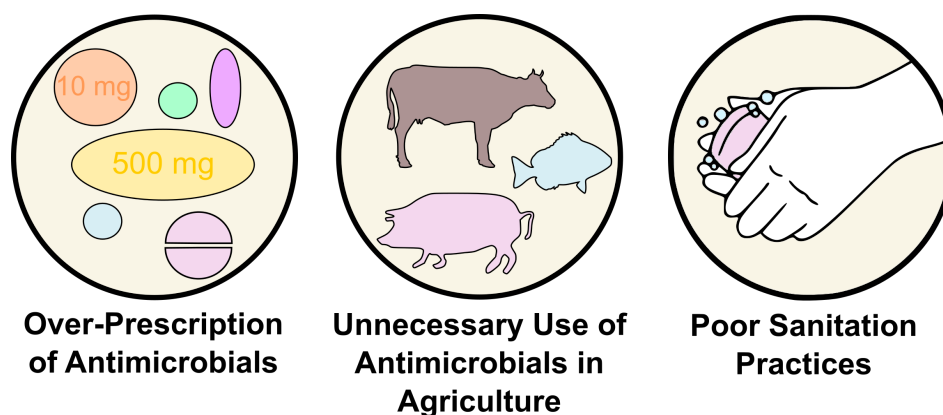 10 mg
500 mg
Over-Prescription
of Antimicrobials
Unnecessary Use of
Antimicrobials in
Agriculture
Poor Sanitation
Practices